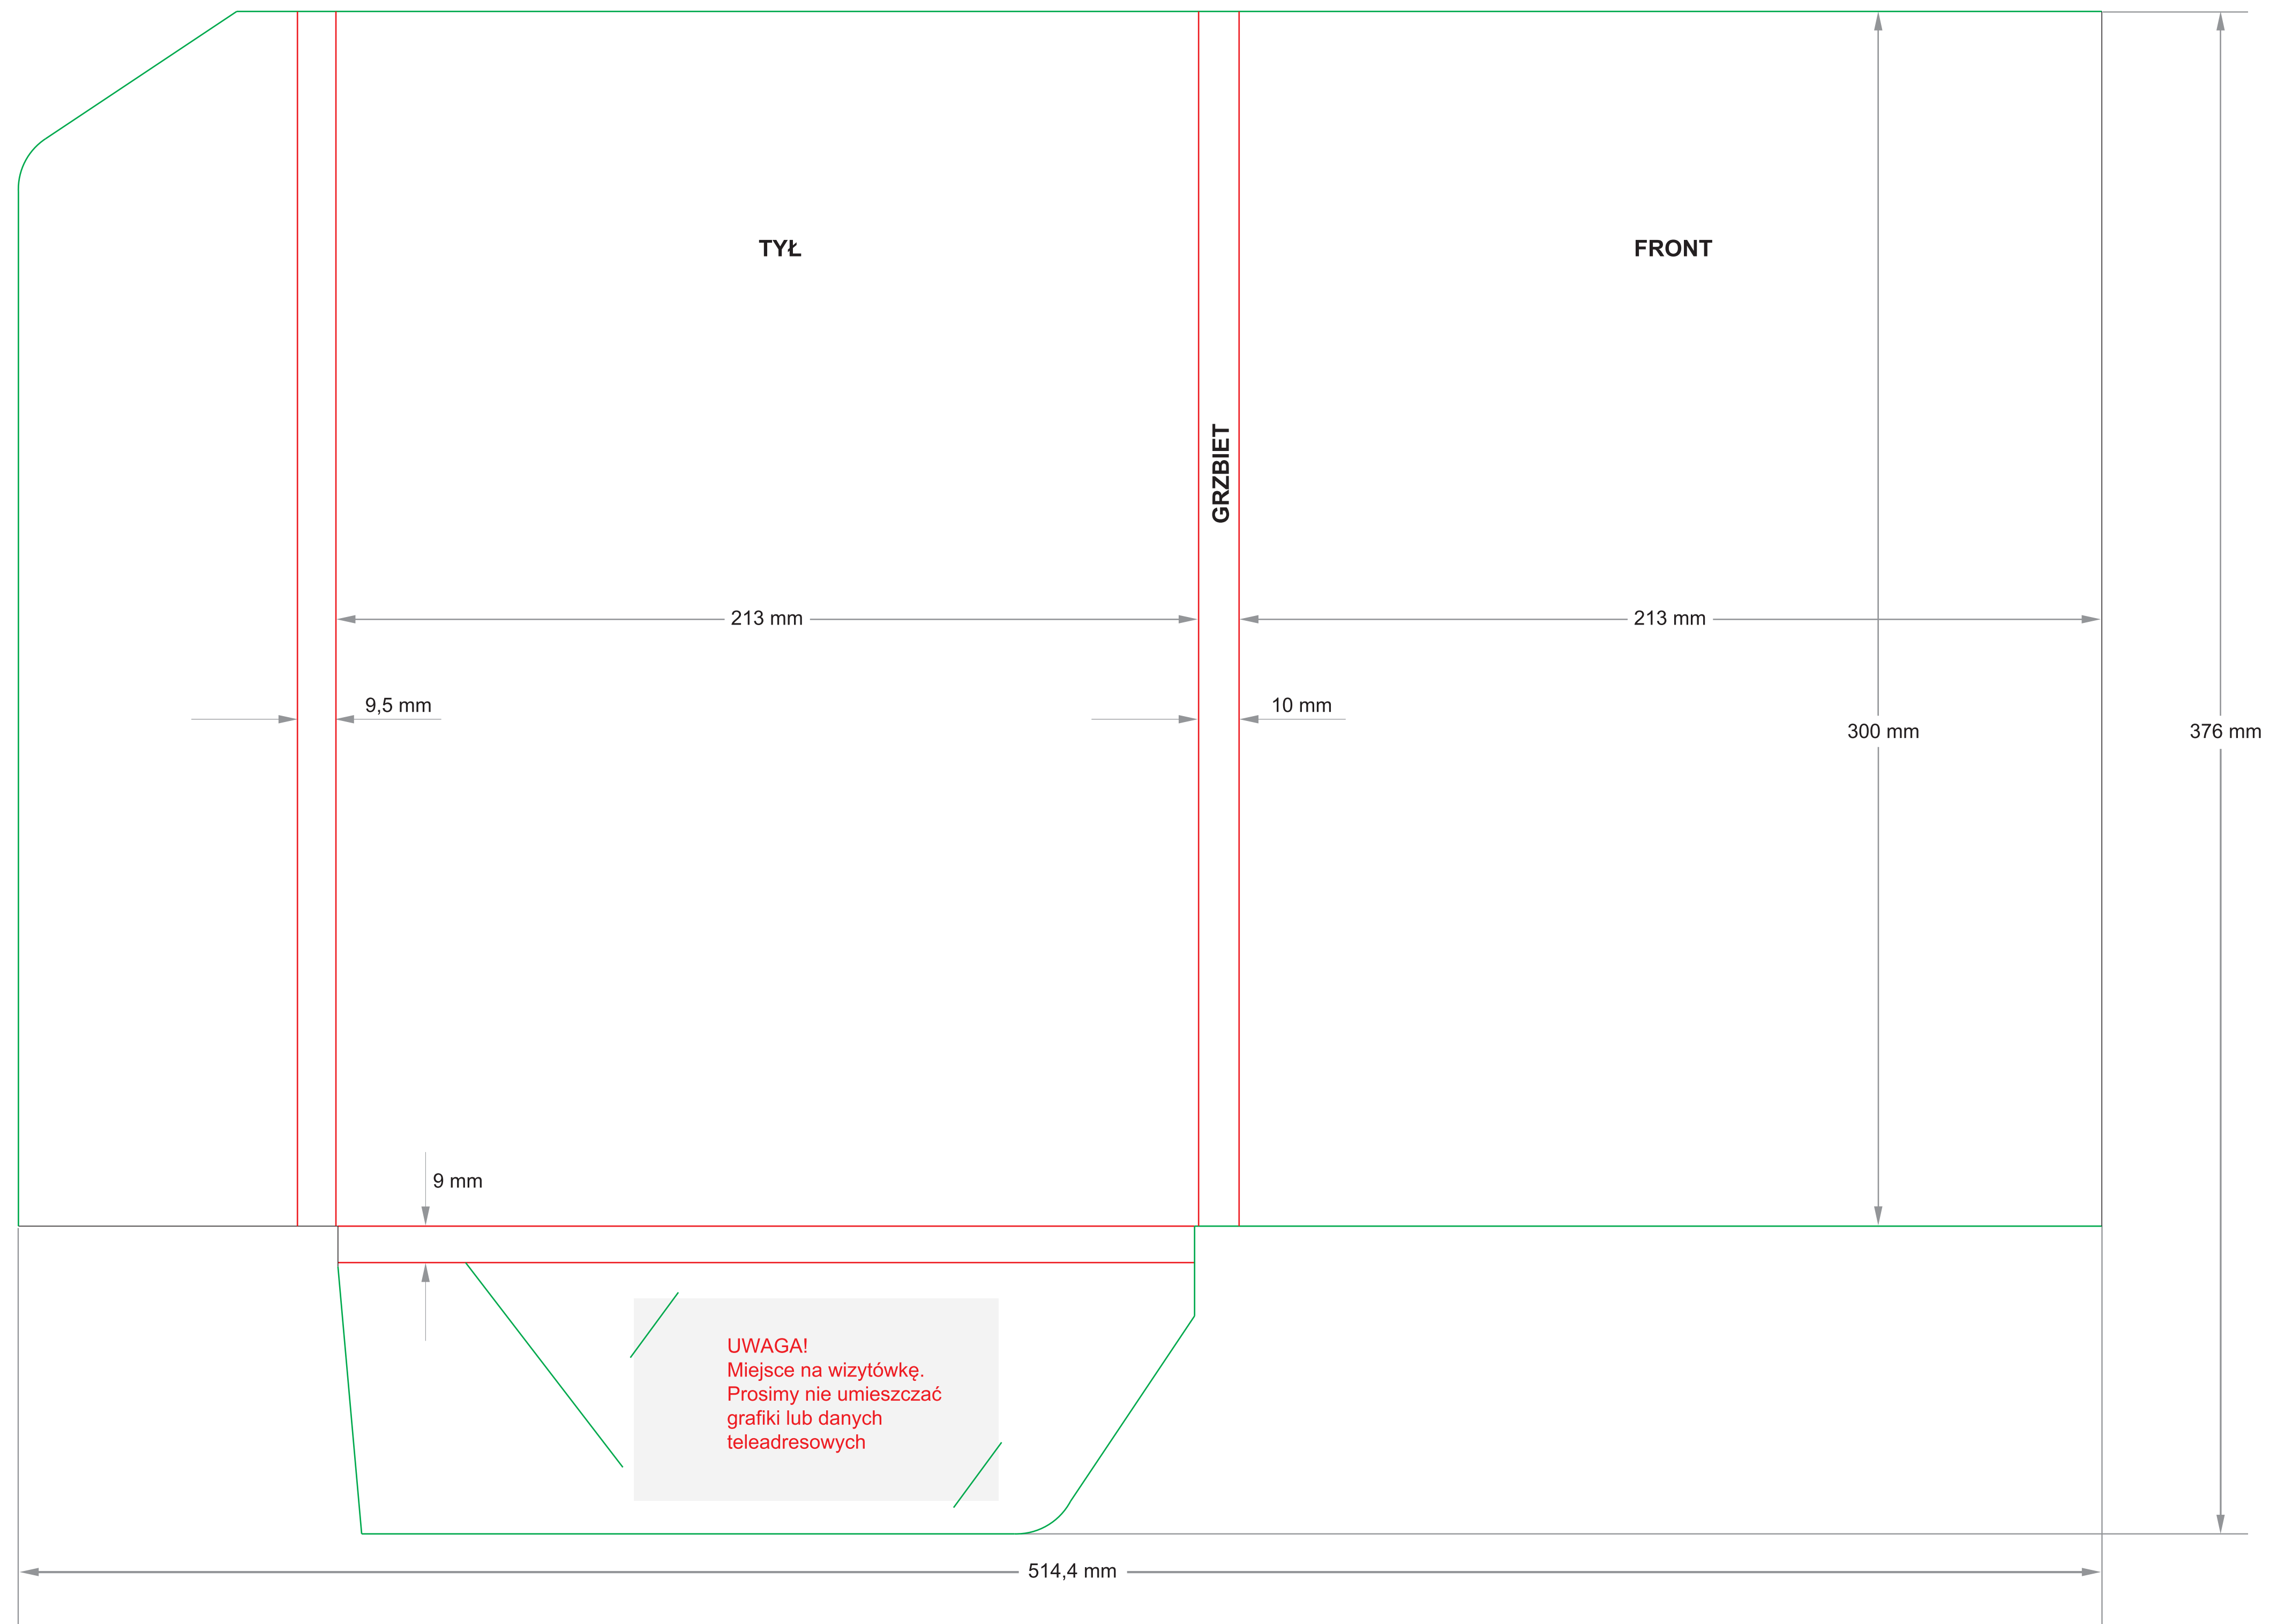 TYŁ
FRONT
GRZBIET
213 mm
213 mm
9,5 mm
10 mm
300 mm
376 mm
9 mm
UWAGA!
Miejsce na wizytówkę.
Prosimy nie umieszczać
grafiki lub danych
teleadresowych
514,4 mm